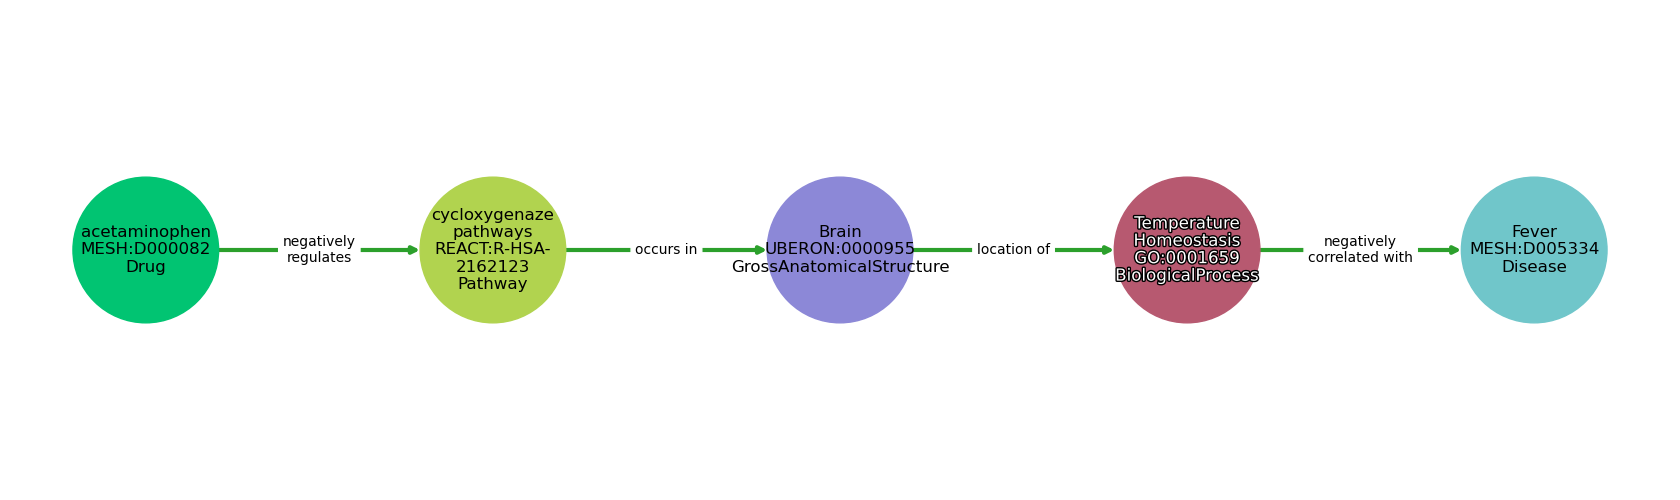 acetaminophen
MESH:D000082
Drug
negatively
regulates
cycloxygenaze
pathways
REACT:R-HSA-
2162123
Pathway
occurs in
Brain
UBERON:0000955
GrossAnatomicalStructure
location of
Temperature
Homeostasis
GO:0001659
BiologicalProcess
negatively
correlated with
Fever
MESH:D005334
Disease